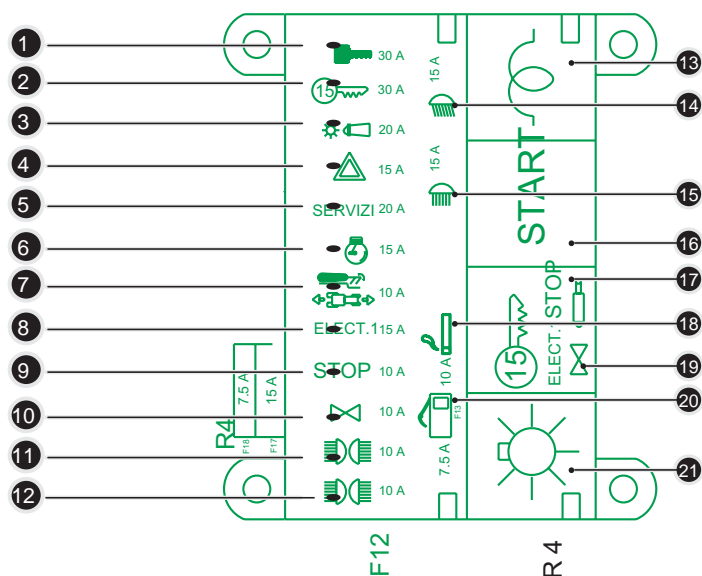 1
30 A
2
15
30 A
3
20 A
4
15 A
5
SERVIZI 20 A
6
15 A
7
10 A
8
ELECT.1 15 A
9
STOP 10 A
10
10 A
11
10 A
12
10 A
15 A
15 A
10 A
F13
7.5 A
START
STOP
ELECT.
15
13
14
15
16
17
18
19
20
21
7.5 A
15 A
R4
F18
F17
F12
R 4